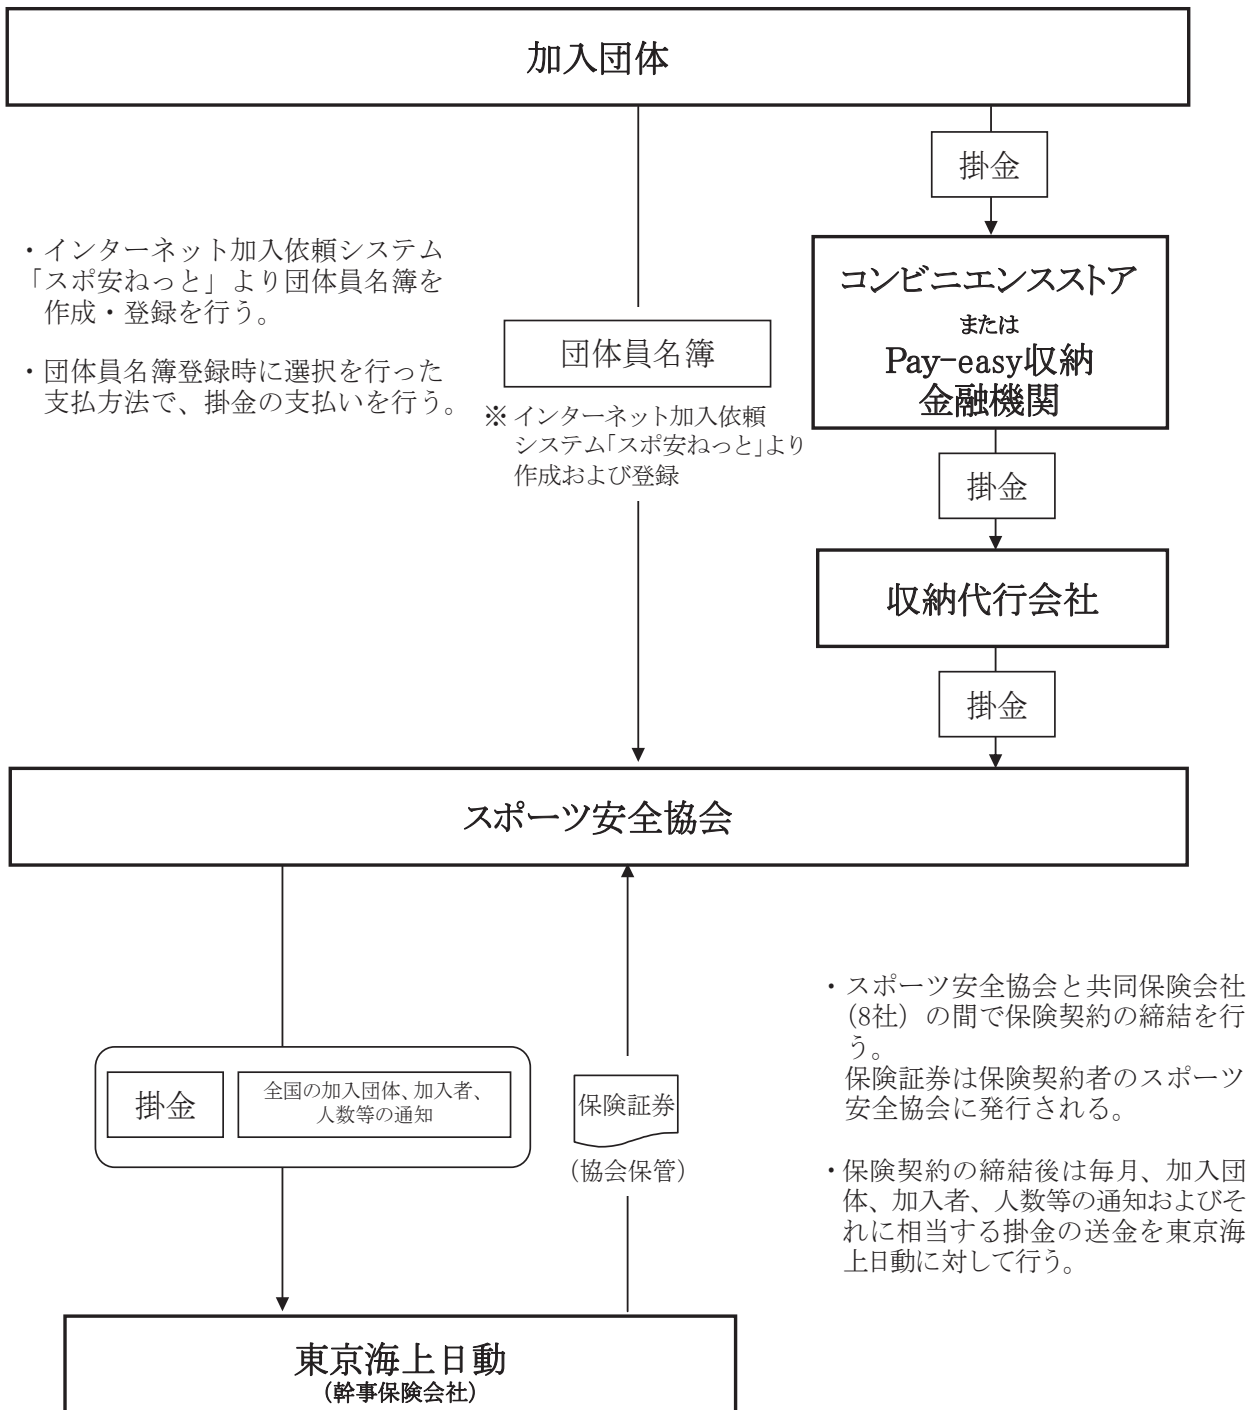 加入団体
掛金
・インターネット加入依頼システム
「スポ安ねっと」より団体員名簿を
作成・登録を行う。
・団体員名簿登録時に選択を行った
支払方法で、掛金の支払いを行う。
コンビニエンスストア
または
Pay-easy収納
金融機関
団体員名簿
※インターネット加入依頼
システム「スポ安ねっと」より
作成および登録
掛金
収納代行会社
掛金
スポーツ安全協会
掛金
全国の加入団体、加入者、
人数等の通知
保険証券
（協会保管）
・スポーツ安全協会と共同保険会社
（8社）の間で保険契約の締結を行
う。
保険証券は保険契約者のスポーツ
安全協会に発行される。
・保険契約の締結後は毎月、加入団
体、加入者、人数等の通知およびそ
れに相当する掛金の送金を東京海
上日動に対して行う。
東京海上日動
（幹事保険会社）